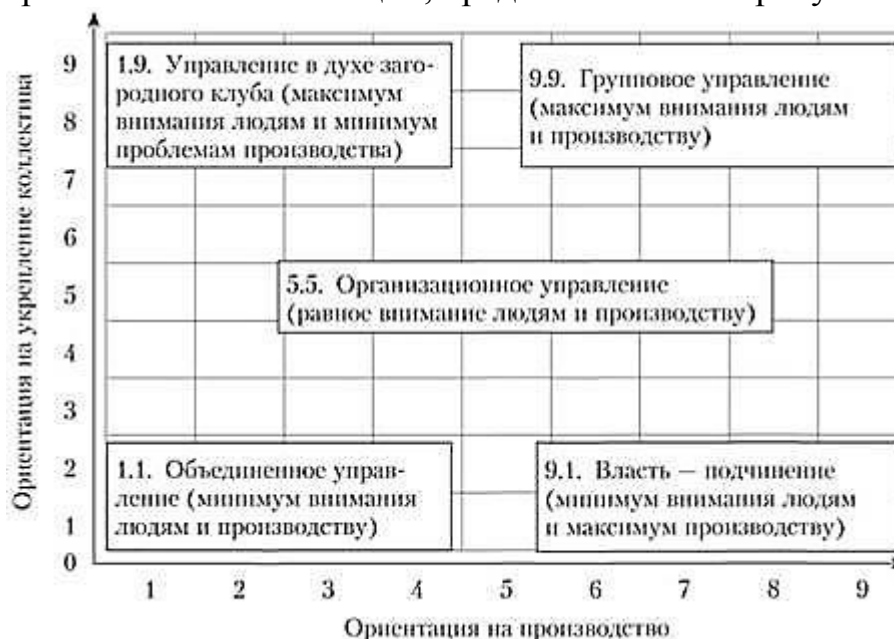 9
8
7
6
5
4
3
2
1
0
Ориентация на укрепление коллектива
1.9. Управление в духе заго-
родного клуба (максимум
внимания людям и минимум
проблемам производства)
9.9. Групповое управление
(максимум внимания людям
и производству)
5.5. Организационное управление
(равное внимание людям и производству)
1.1. Объединенное управ-
ление (минимум внимания
людям и производству)
9.1. Власть — подчинение
(минимум внимания людям
и максимум производству)
1 2 3 4 5 6 7 8 9
Ориентация на производство